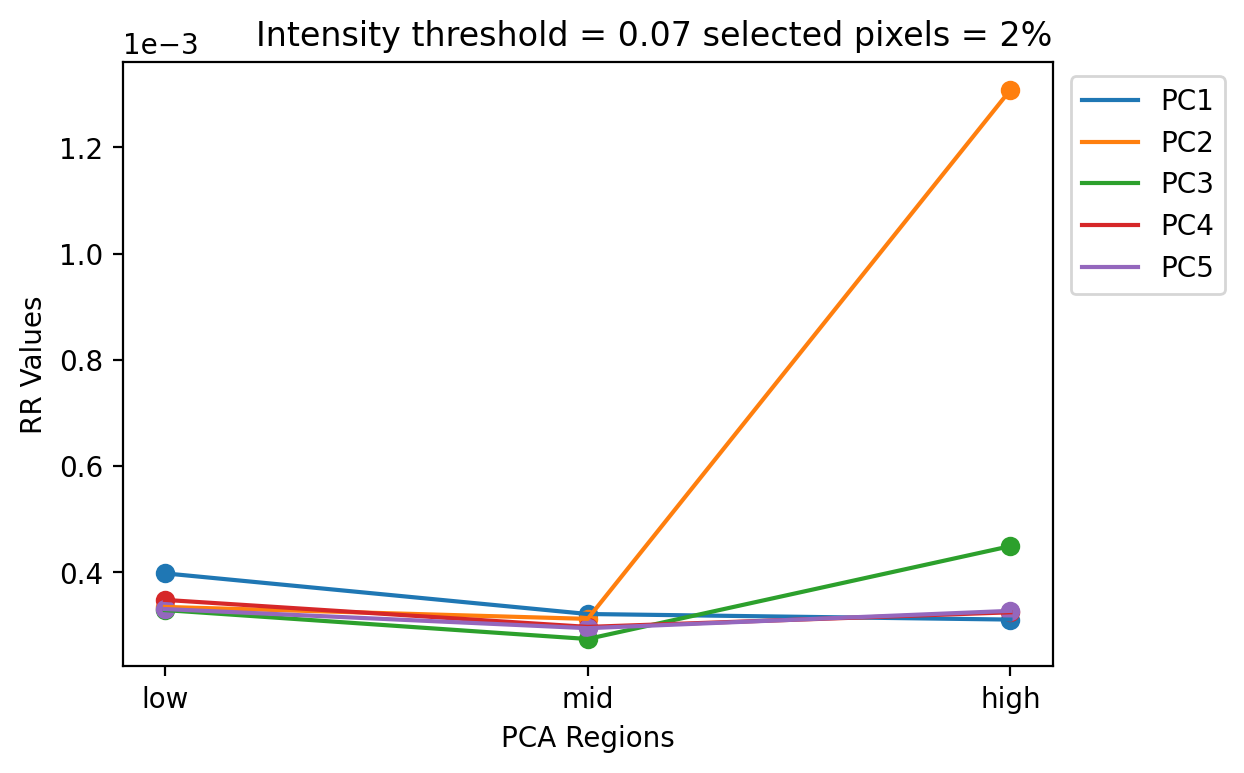 Intensity threshold = 0.07 selected pixels = 2%
1e−3
1.2
1.0
0.8
0.6
0.4
RR Values
low mid high
PCA Regions
PC1
PC2
PC3
PC4
PC5